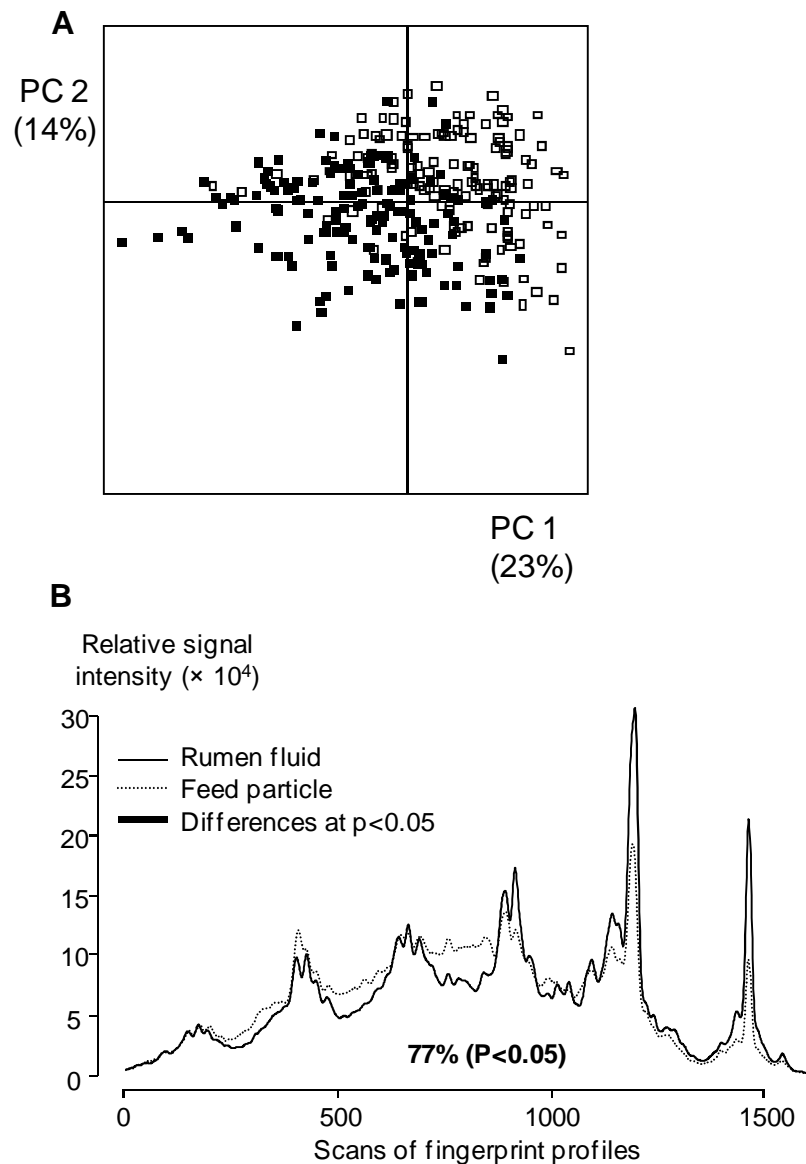 A
PC 2
(14%)
PC 1
(23%)
B
Relative signal
intensity (× 10⁴)
30
25
20
15
10
5
0
Rumen fluid
Feed particle
Differences at p<0.05
77% (P<0.05)
0 500 1000 1500
Scans of fingerprint profiles